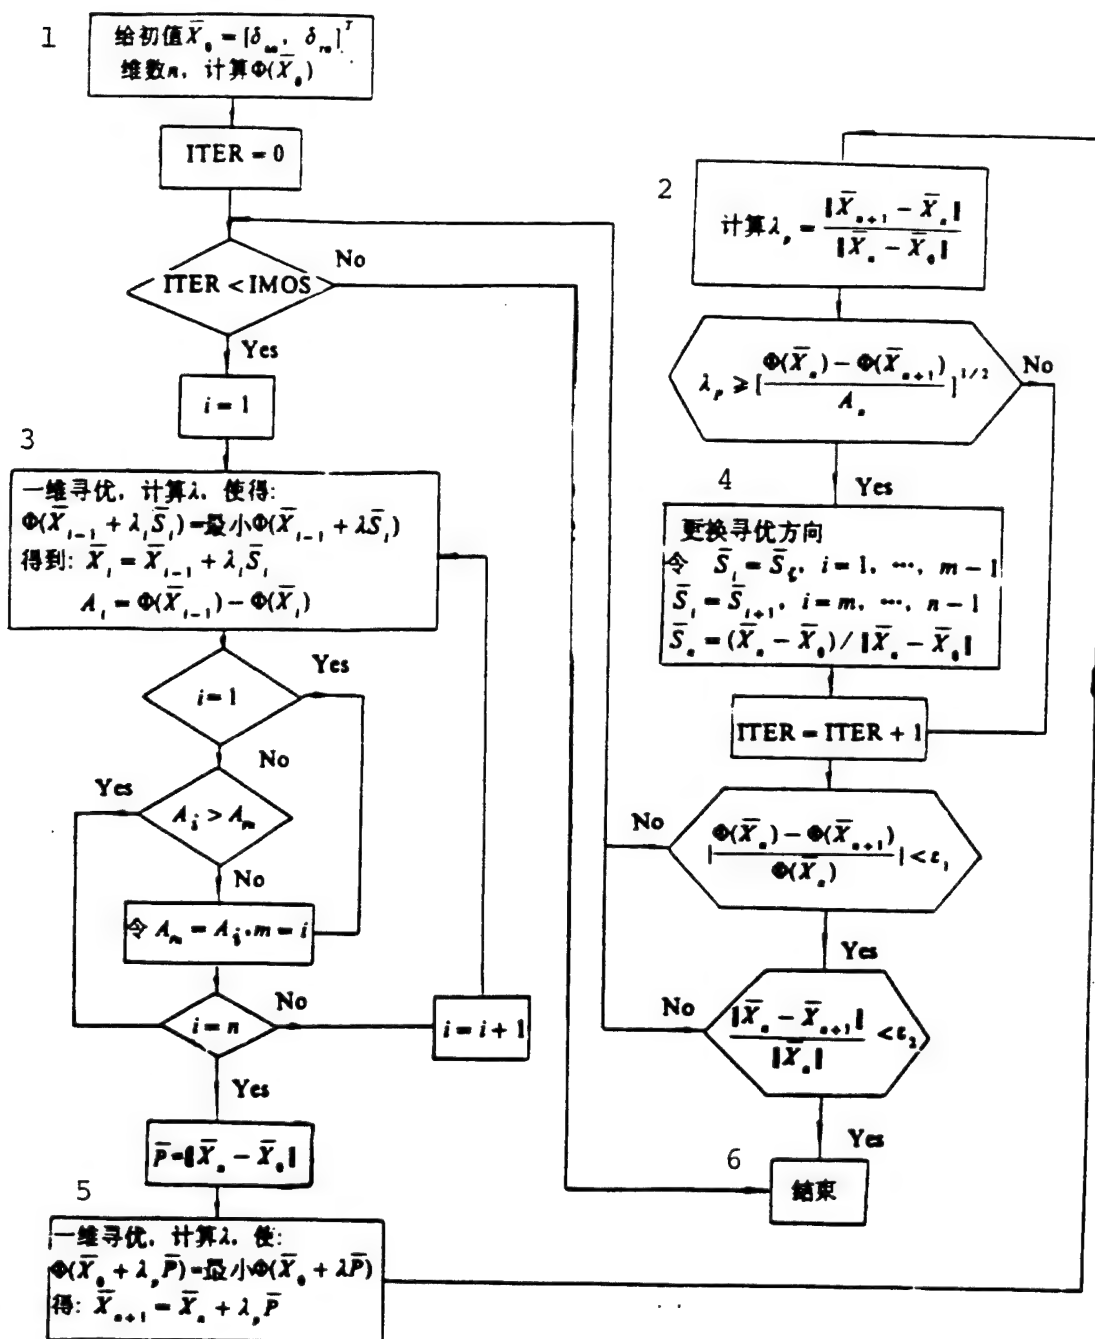 1
给初值X̄₀ = [δₐₒ, δᵣₒ]ᵀ
维数n, 计算Φ(X̄₀)
ITER = 0
ITER < IMOS
No
Yes
i = 1
3
一维寻优, 计算λ, 使得:
Φ(X̄ᵢ₋₁ + λᵢS̄ᵢ)=最小Φ(X̄ᵢ₋₁ + λS̄ᵢ)
得到: X̄ᵢ = X̄ᵢ₋₁ + λᵢS̄ᵢ
Aᵢ = Φ(X̄ᵢ₋₁) − Φ(X̄ᵢ)
i = 1
Yes
No
Yes
Aᵢ > Aₘ
No
令 Aₘ = Aᵢ, m = i
i = n
No
i = i + 1
Yes
P̄=‖X̄ₙ − X̄₀‖
5
一维寻优, 计算λ, 使:
Φ(X̄₀ + λₚP̄)=最小Φ(X̄₀ + λP̄)
得: X̄ₙ₊₁ = X̄ₙ + λₚP̄
2
计算λₚ = ‖X̄ₙ₊₁ − X̄ₙ‖ / ‖X̄ₙ − X̄₀‖
λₚ ⩾ [(Φ(X̄ₙ) − Φ(X̄ₙ₊₁)) / Aₙ]^1/2
No
Yes
4
更换寻优方向
令 S̄ᵢ = S̄ᵢ, i = 1, ···, m − 1
S̄ᵢ = S̄ᵢ₊₁, i = m, ···, n − 1
S̄ₙ = (X̄ₙ − X̄₀) / ‖X̄ₙ − X̄₀‖
ITER = ITER + 1
No
|(Φ(X̄ₙ) − Φ(X̄ₙ₊₁)) / Φ(X̄ₙ)| < ε₁
Yes
No
‖X̄ₙ − X̄ₙ₊₁‖ / ‖X̄ₙ‖ < ε₂
Yes
6
结束